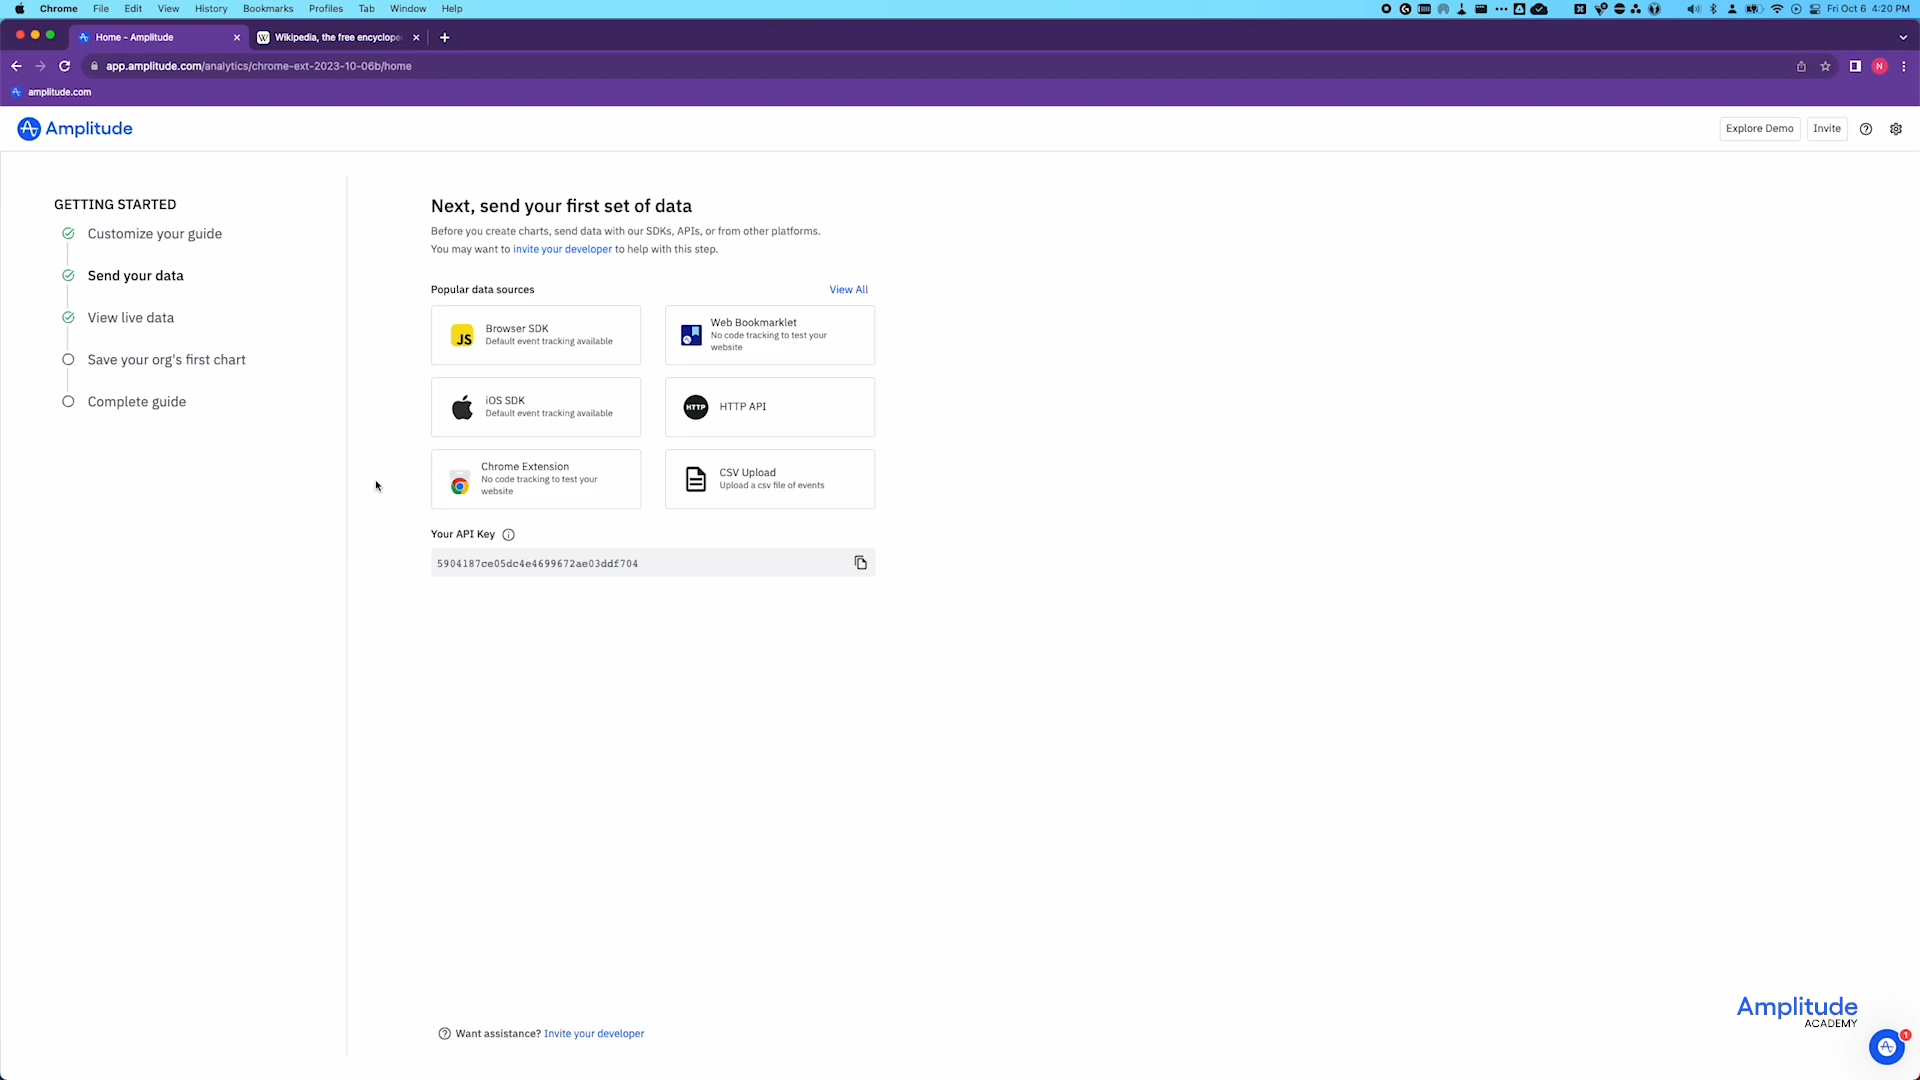 Chrome File Edit View History Bookmarks Profiles Tab Window Help Fri Oct 6 4:20 PM
Home - Amplitude Wikipedia, the free encyclope
app.amplitude.com/analytics/chrome-ext-2023-10-06b/home N
amplitude.com
Amplitude Explore Demo Invite
GETTING STARTED
Customize your guide
Send your data
View live data
Save your org's first chart
Complete guide
Next, send your first set of data
Before you create charts, send data with our SDKs, APIs, or from other platforms.
You may want to invite your developer to help with this step.
Popular data sources View All
JS Browser SDK
Default event tracking available
Web Bookmarklet
No code tracking to test your
website
iOS SDK
Default event tracking available
HTTP HTTP API
Chrome Extension
No code tracking to test your
website
CSV Upload
Upload a csv file of events
Your API Key
5904187ce05dc4e4699672ae03ddf704
Want assistance? Invite your developer
Amplitude
ACADEMY
1